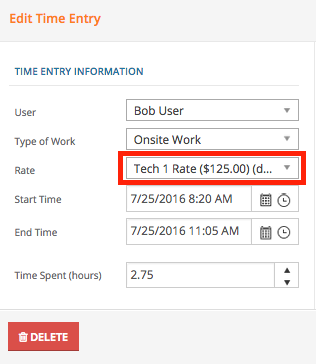 Edit Time Entry
TIME ENTRY INFORMATION
User Bob User
Type of Work Onsite Work
Rate Tech 1 Rate ($125.00) (d...
Start Time 7/25/2016 8:20 AM
End Time 7/25/2016 11:05 AM
Time Spent (hours) 2.75
DELETE